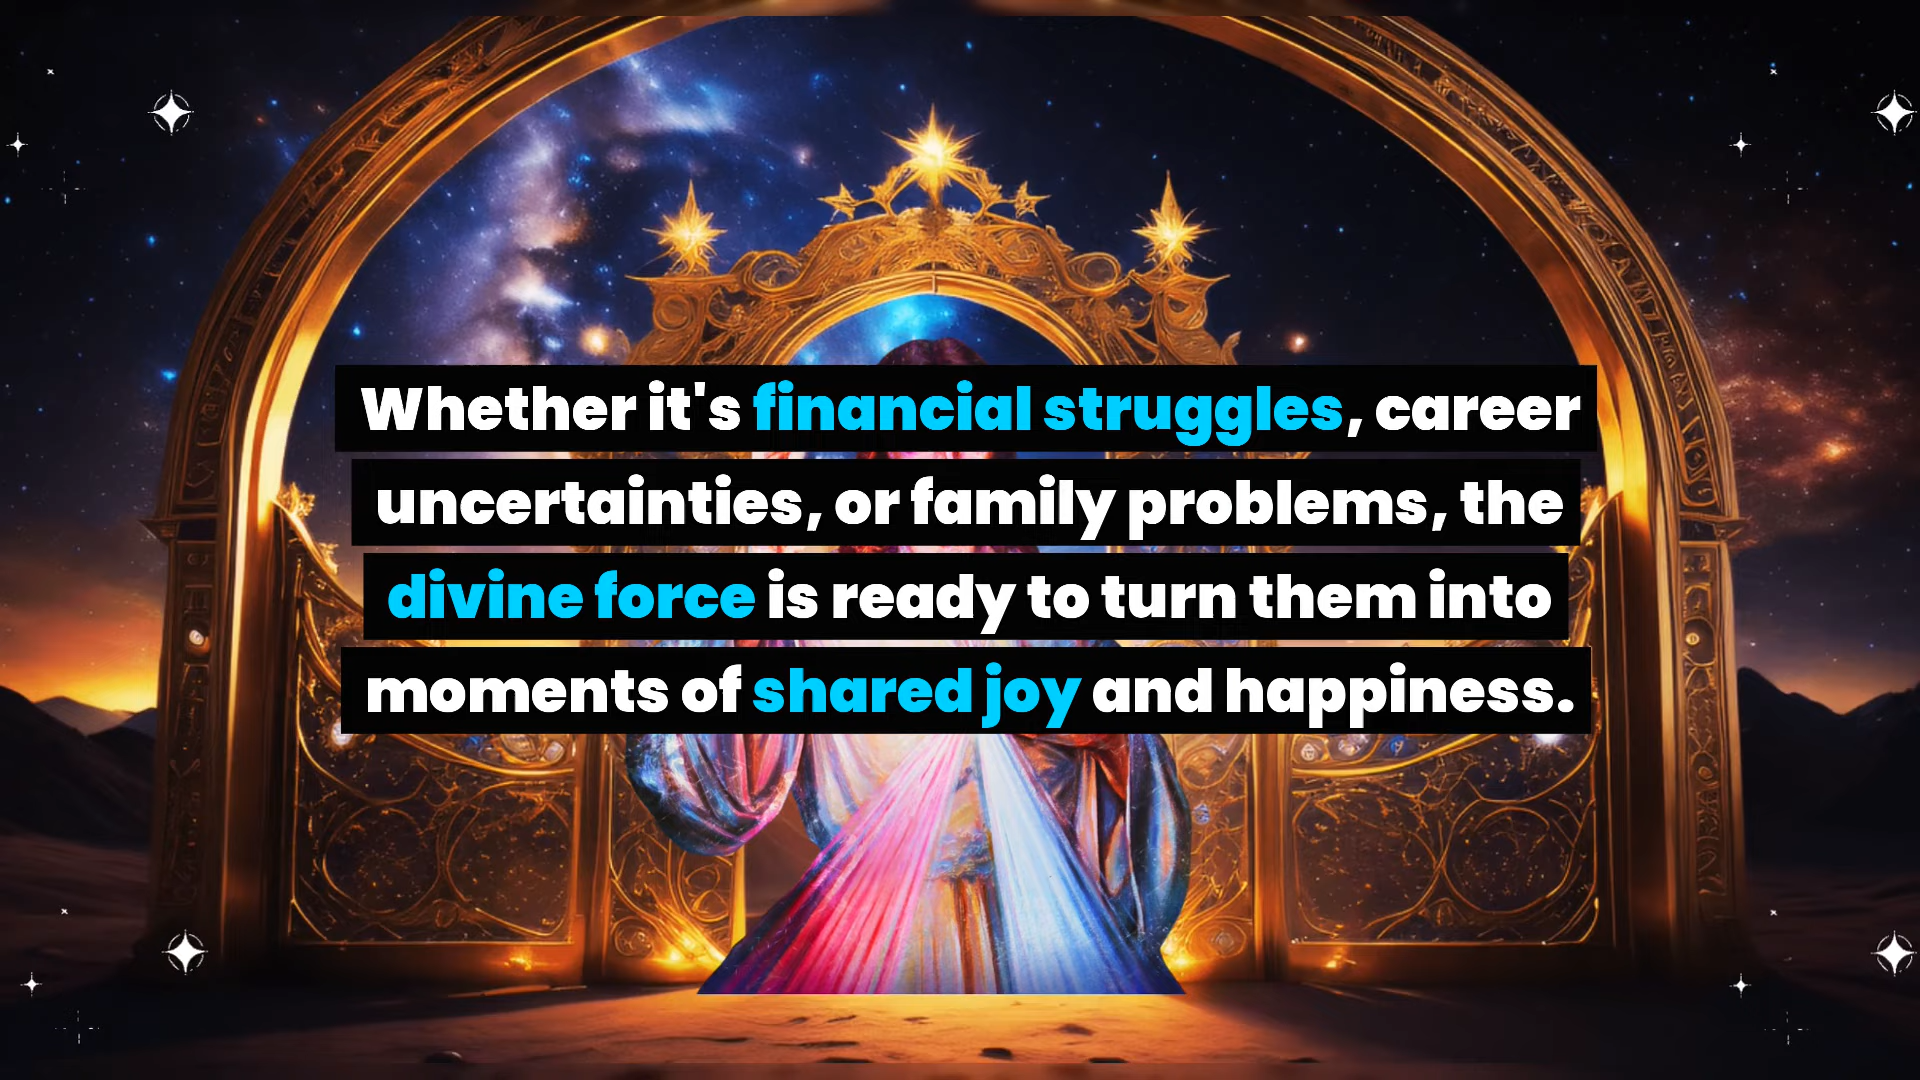 Whether it's financial struggles, career
uncertainties, or family problems, the
divine force is ready to turn them into
moments of shared joy and happiness.